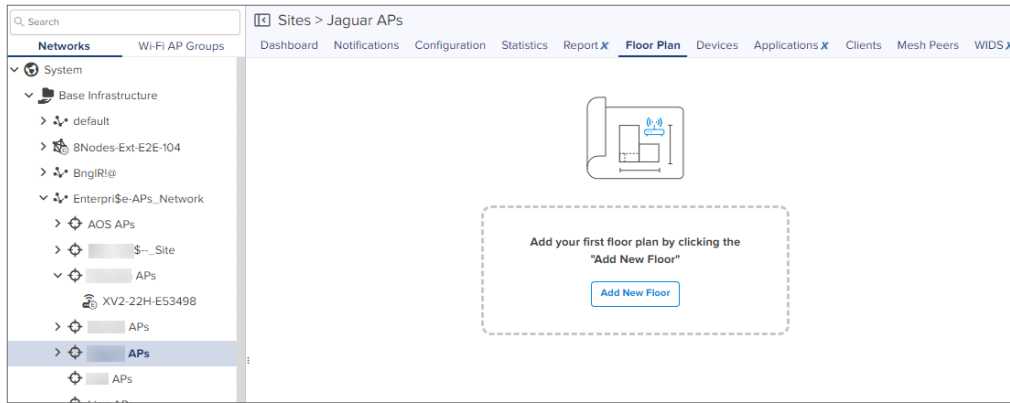 Search
Networks Wi-Fi AP Groups
System
Base Infrastructure
default
8Nodes-Ext-E2E-104
BngIR!@
Enterpri$e-APs_Network
AOS APs
$--_Site
APs
XV2-22H-E53498
APs
APs
APs
Sites > Jaguar APs
Dashboard Notifications Configuration Statistics Report X Floor Plan Devices Applications X Clients Mesh Peers WIDS X
Add your first floor plan by clicking the
"Add New Floor"
Add New Floor